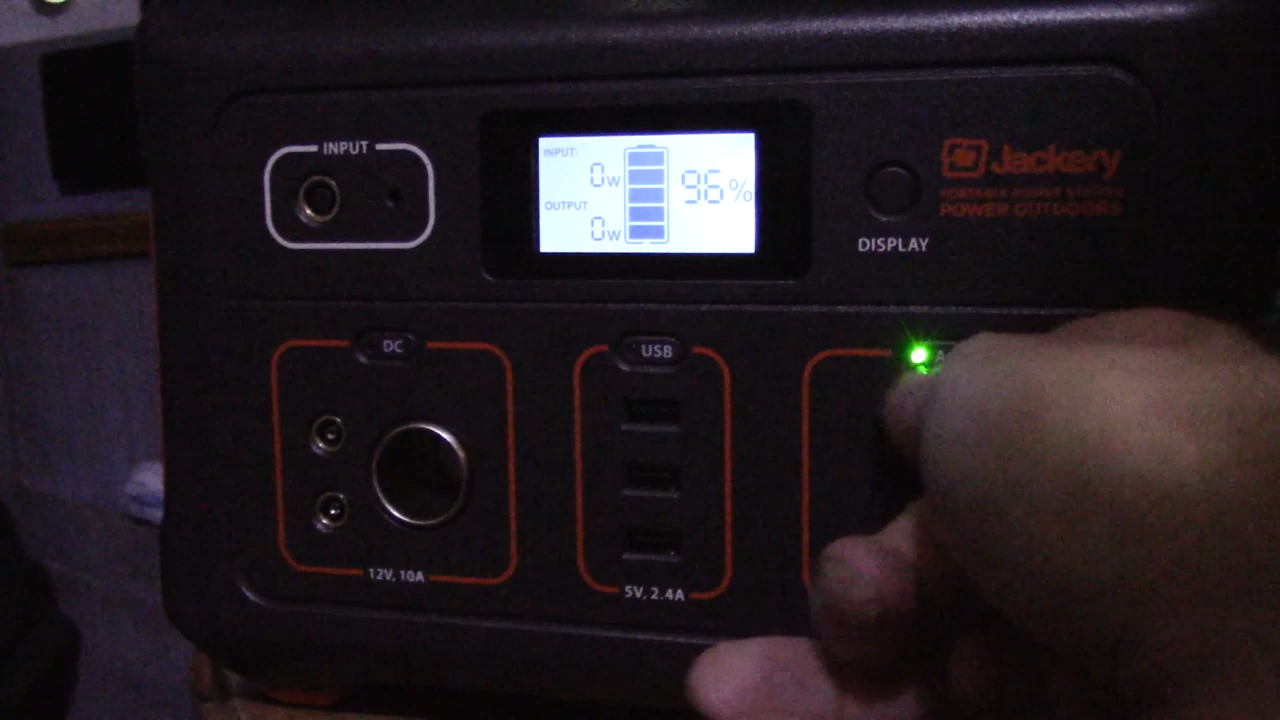 INPUT
INPUT:
0w
OUTPUT
0w
96%
DISPLAY
Jackery
PORTABLE POWER STATION
POWER OUTDOORS
DC
USB
A
12V, 10A
5V, 2.4A